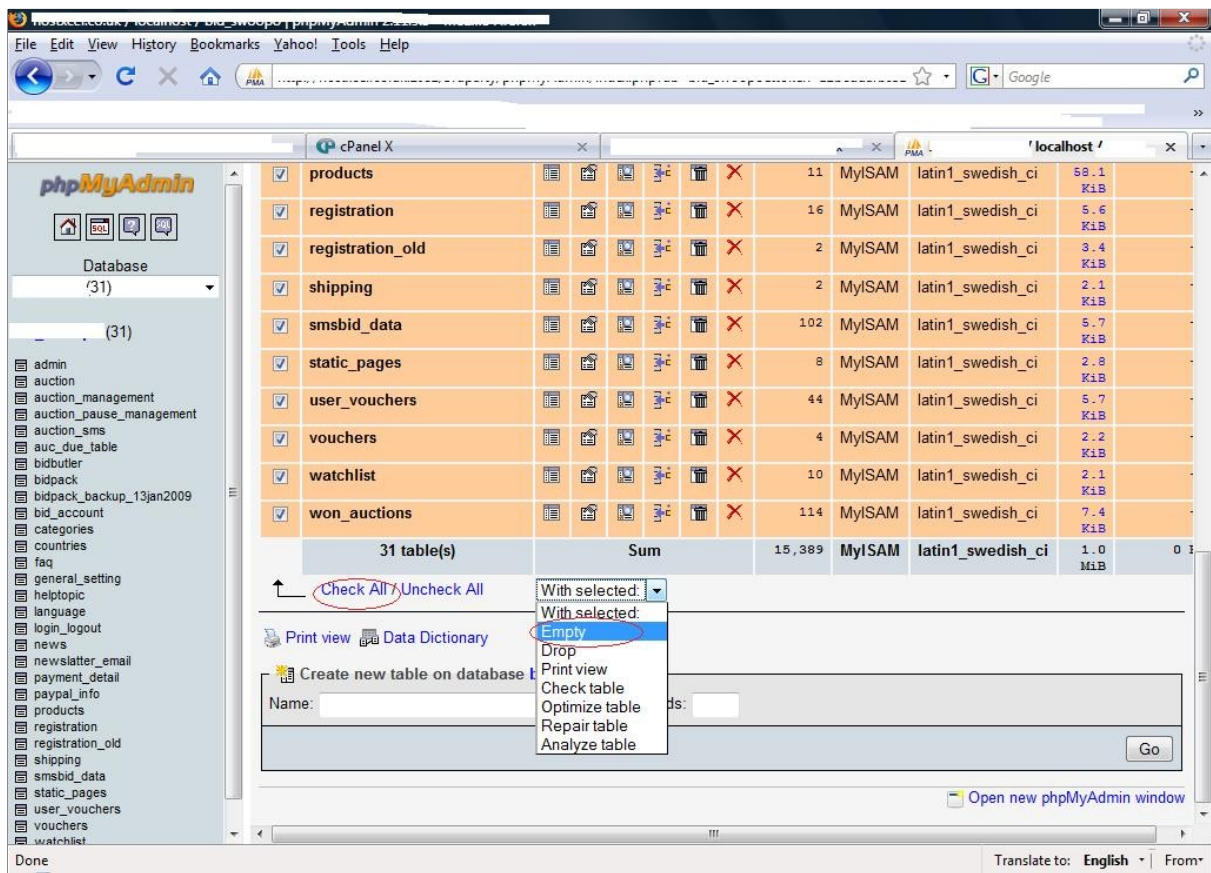 File Edit View History Bookmarks Yahoo! Tools Help
Google
cPanel X
localhost /
phpMyAdmin
SQL
Database
(31)
(31)
admin
auction
auction_management
auction_pause_management
auction_sms
auc_due_table
bidbutler
bidpack
bidpack_backup_13jan2009
bid_account
categories
countries
faq
general_setting
helptopic
language
login_logout
news
newslatter_email
payment_detail
paypal_info
products
registration
registration_old
shipping
smsbid_data
static_pages
user_vouchers
vouchers
watchlist
products 11 MyISAM latin1_swedish_ci 58.1 KiB -
registration 16 MyISAM latin1_swedish_ci 5.6 KiB -
registration_old 2 MyISAM latin1_swedish_ci 3.4 KiB -
shipping 2 MyISAM latin1_swedish_ci 2.1 KiB -
smsbid_data 102 MyISAM latin1_swedish_ci 5.7 KiB -
static_pages 8 MyISAM latin1_swedish_ci 2.8 KiB -
user_vouchers 44 MyISAM latin1_swedish_ci 5.7 KiB -
vouchers 4 MyISAM latin1_swedish_ci 2.2 KiB -
watchlist 10 MyISAM latin1_swedish_ci 2.1 KiB -
won_auctions 114 MyISAM latin1_swedish_ci 7.4 KiB -
31 table(s) Sum 15,389 MyISAM latin1_swedish_ci 1.0 MiB 0
Check All / Uncheck All With selected:
With selected:
Empty
Drop
Print view
Check table
Optimize table
Repair table
Analyze table
Print view Data Dictionary
Create new table on database
Name: ds:
Go
Open new phpMyAdmin window
Done
Translate to: English From